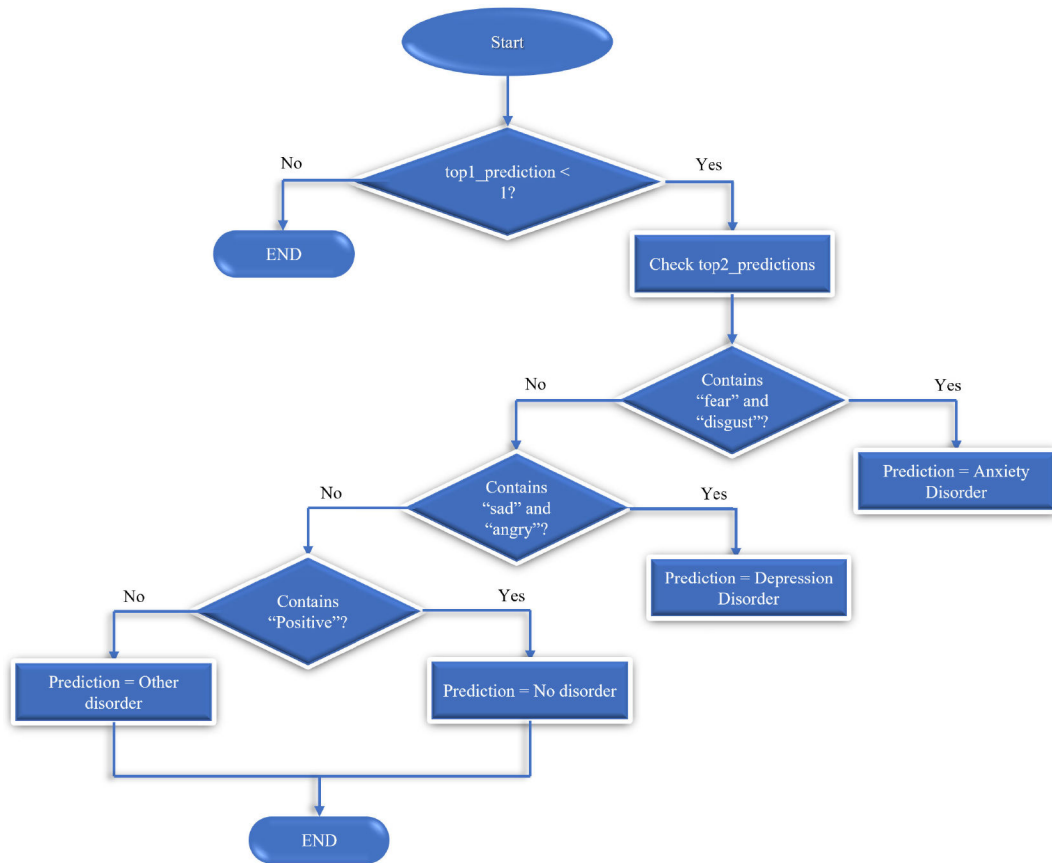 Start
No
top1_prediction <
1?
Yes
END
Check top2_predictions
No
Contains
“fear” and
“disgust”?
Yes
Prediction = Anxiety
Disorder
No
Contains
“sad” and
“angry”?
Yes
Prediction = Depression
Disorder
No
Contains
“Positive”?
Yes
Prediction = Other
disorder
Prediction = No disorder
END